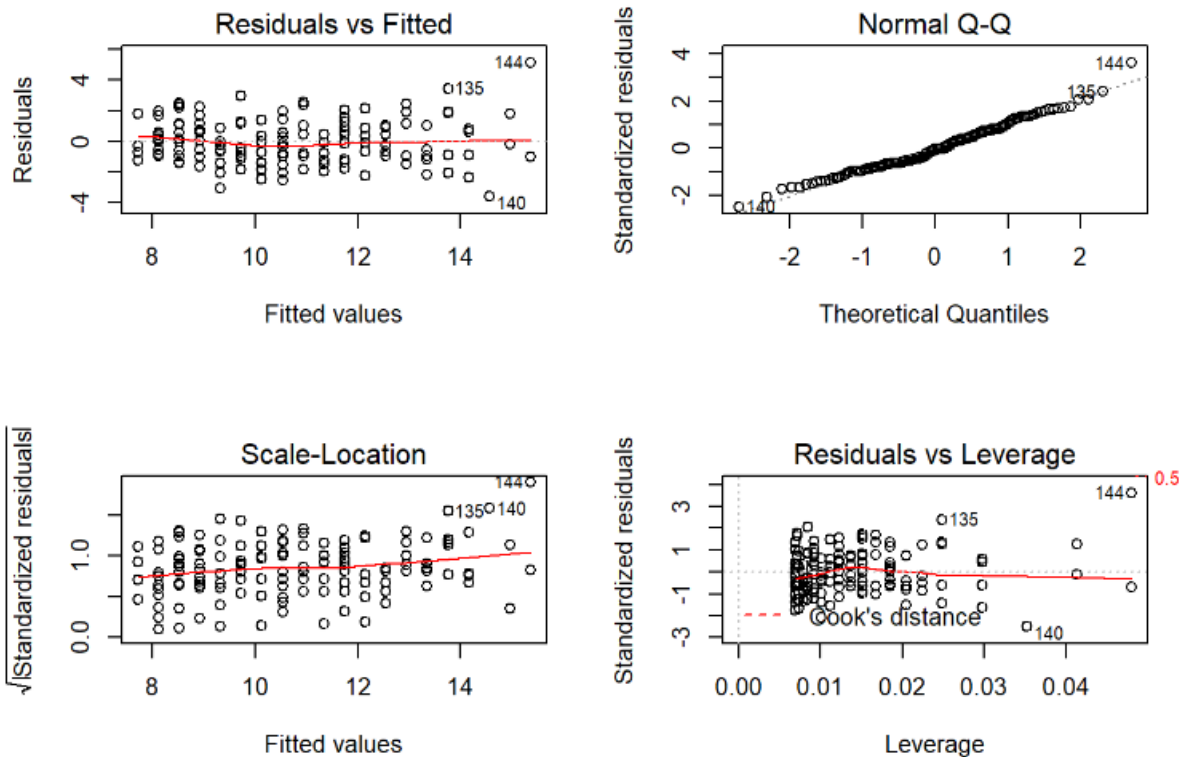 Residuals vs Fitted
Residuals
4
0
-4
144
135
140
8 10 12 14
Fitted values
Normal Q-Q
Standardized residuals
4
2
0
-2
144
135
140
-2 -1 0 1 2
Theoretical Quantiles
Scale-Location
√|Standardized residuals|
1.0
0.0
144
135
140
8 10 12 14
Fitted values
Residuals vs Leverage
Standardized residuals
3
1
-1
-3
144
0.5
135
Cook's distance
140
0.00 0.01 0.02 0.03 0.04
Leverage